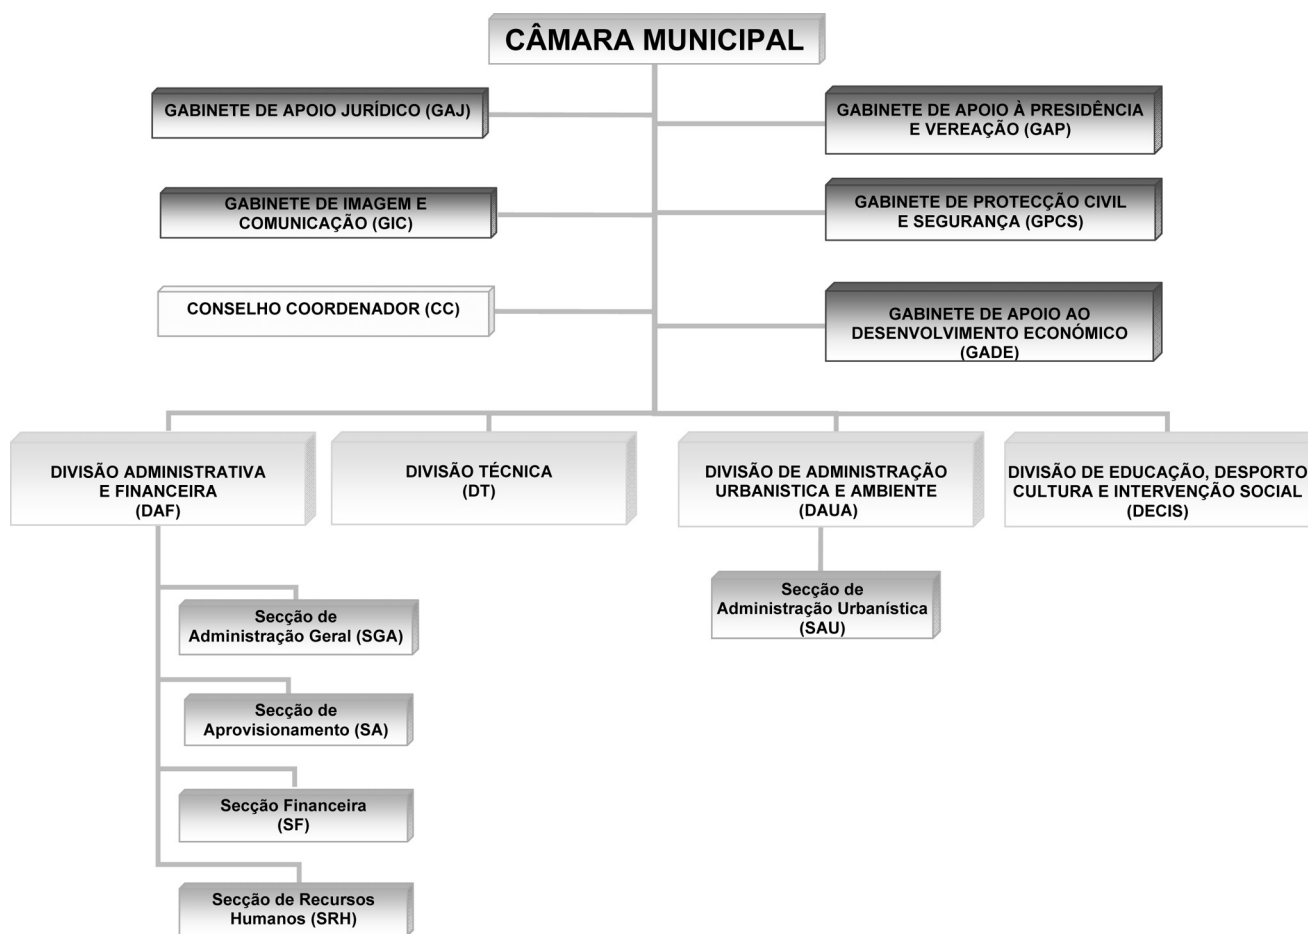 CÂMARA MUNICIPAL
GABINETE DE APOIO JURÍDICO (GAJ)
GABINETE DE APOIO À PRESIDÊNCIA
E VEREAÇÃO (GAP)
GABINETE DE IMAGEM E
COMUNICAÇÃO (GIC)
GABINETE DE PROTECÇÃO CIVIL
E SEGURANÇA (GPCS)
CONSELHO COORDENADOR (CC)
GABINETE DE APOIO AO
DESENVOLVIMENTO ECONÓMICO
(GADE)
DIVISÃO ADMINISTRATIVA
E FINANCEIRA
(DAF)
DIVISÃO TÉCNICA
(DT)
DIVISÃO DE ADMINISTRAÇÃO
URBANISTICA E AMBIENTE
(DAUA)
DIVISÃO DE EDUCAÇÃO, DESPORTO
CULTURA E INTERVENÇÃO SOCIAL
(DECIS)
Secção de
Administração Geral (SGA)
Secção de
Aprovisionamento (SA)
Secção Financeira
(SF)
Secção de Recursos
Humanos (SRH)
Secção de
Administração Urbanística
(SAU)